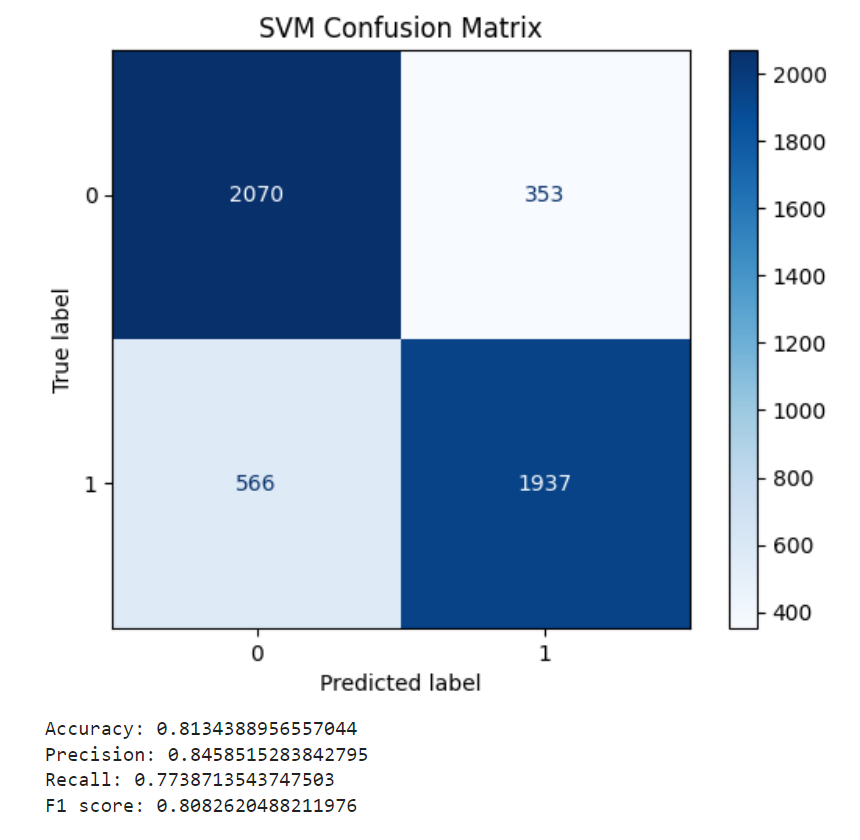 SVM Confusion Matrix
2000
1800
1600
1400
1200
1000
800
600
400
True label
0
2070
353
1
566
1937
0
1
Predicted label
Accuracy: 0.8134388956557044
Precision: 0.8458515283842795
Recall: 0.7738713543747503
F1 score: 0.8082620488211976